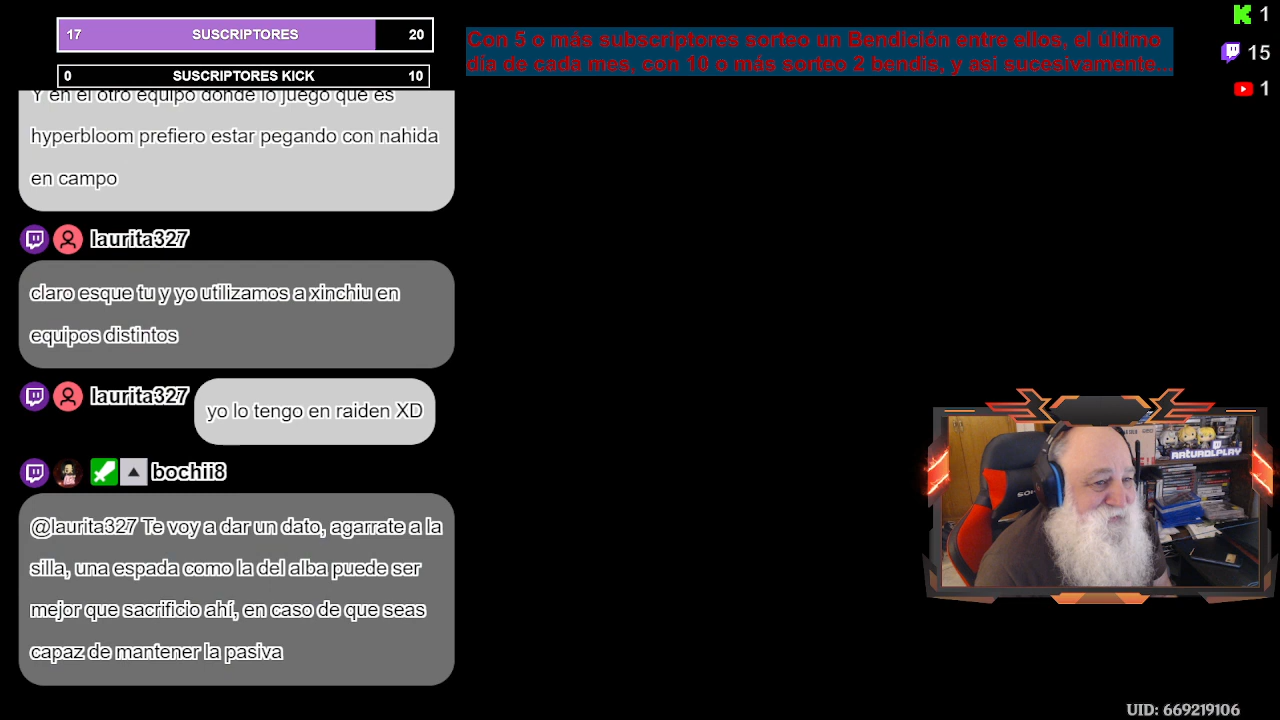 17 SUSCRIPTORES 20
0 SUSCRIPTORES KICK 10
Con 5 o más subscriptores sorteo un Bendición entre ellos, el último
día de cada mes, con 10 o más sorteo 2 bendis, y asi sucesivamente...
1
15
1
Y en el otro equipo donde lo juego que es
hyperbloom prefiero estar pegando con nahida
en campo
laurita327
claro esque tu y yo utilizamos a xinchiu en
equipos distintos
laurita327
yo lo tengo en raiden XD
bochii8
@laurita327 Te voy a dar un dato, agarrate a la
silla, una espada como la del alba puede ser
mejor que sacrificio ahí, en caso de que seas
capaz de mantener la pasiva
ARTUROLPLAY
UID: 669219106